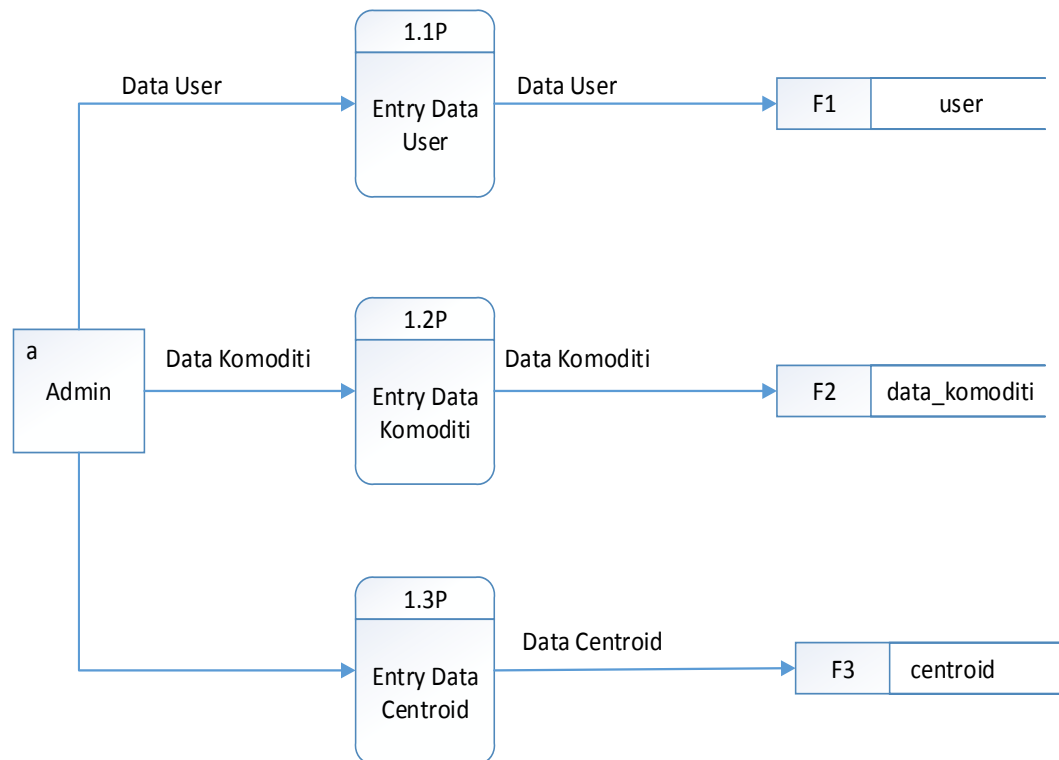 1.1P
Data User
Data User
Entry Data
User
F1
user
1.2P
a
Admin
Data Komoditi
Data Komoditi
Entry Data
Komoditi
F2
data_komoditi
1.3P
Data Centroid
Entry Data
Centroid
F3
centroid